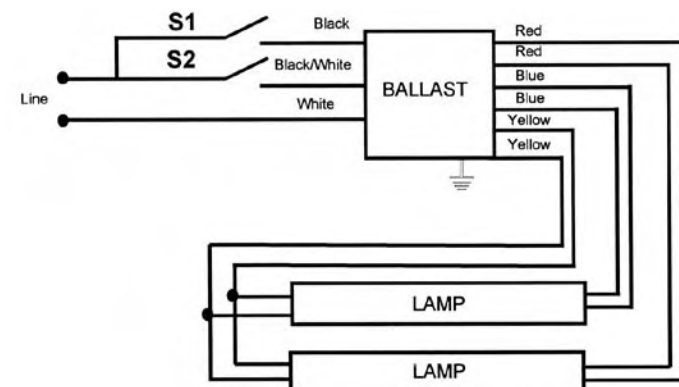 S1
Black
Red
Red
S2
Black/White
Blue
BALLAST
Line
White
Blue
Yellow
Yellow
LAMP
LAMP